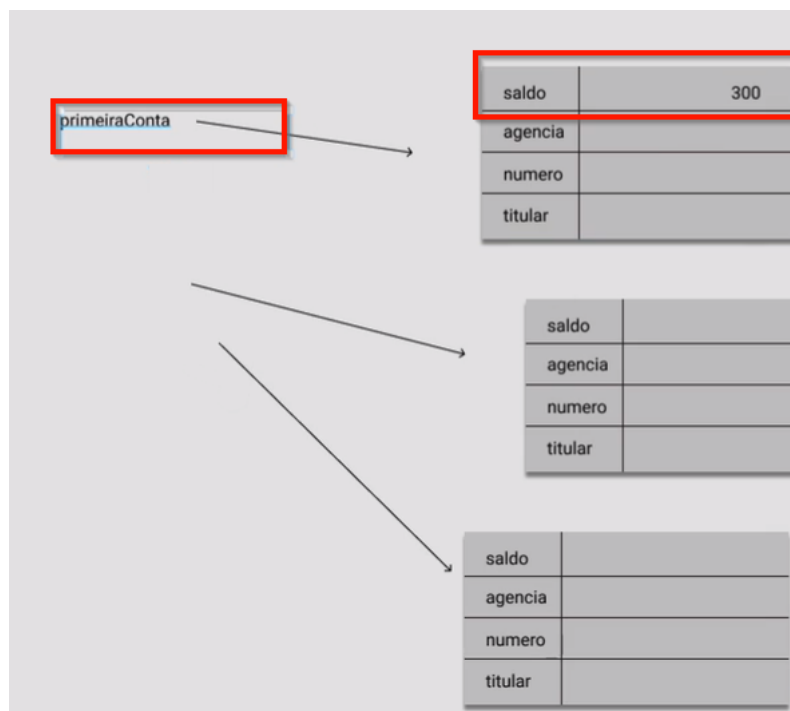 primeiraConta
saldo 300
agencia
numero
titular
saldo
agencia
numero
titular
saldo
agencia
numero
titular